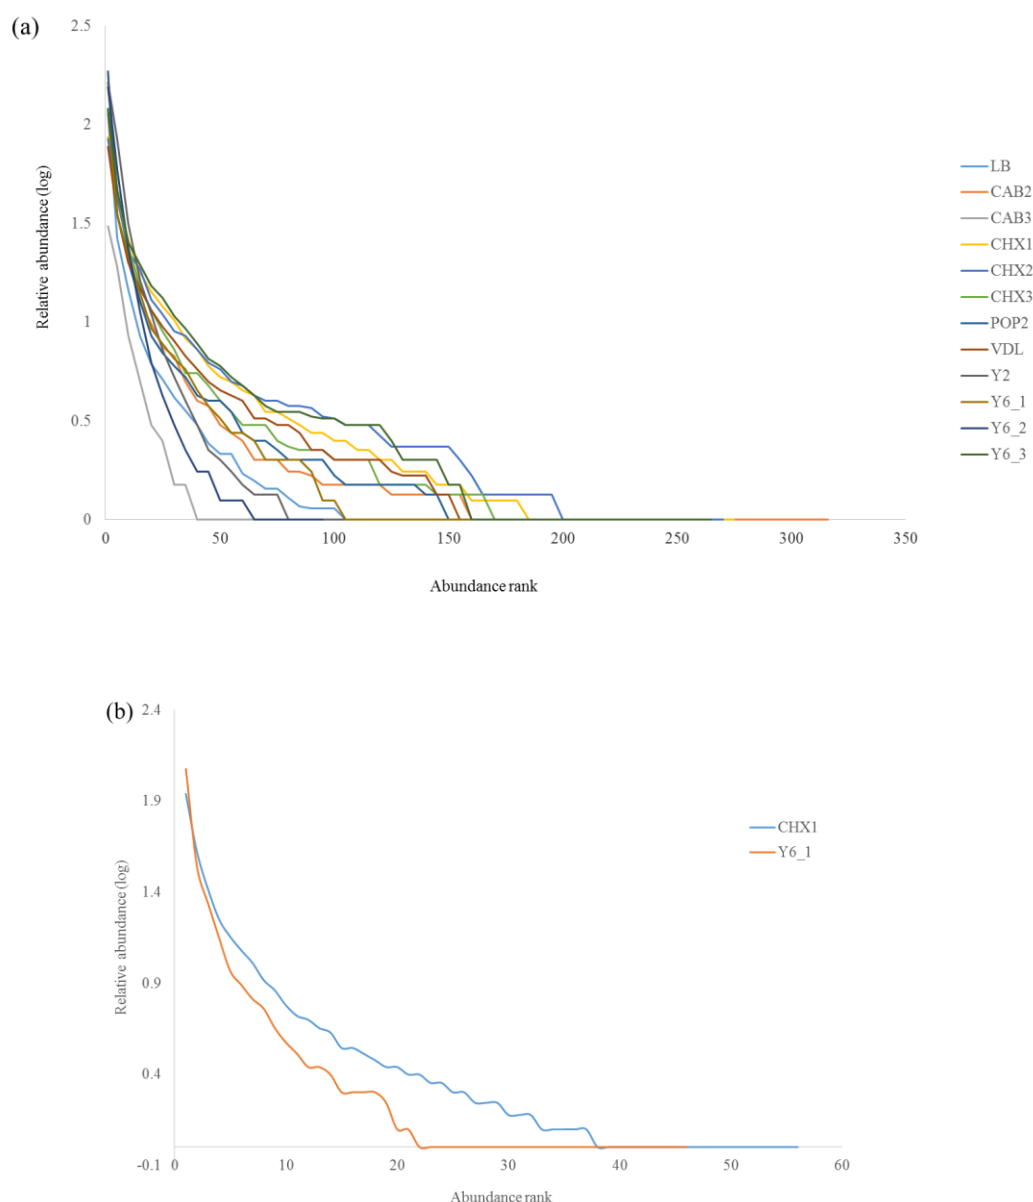 (a)
2.5
2
1.5
1
0.5
0
0 50 100 150 200 250 300 350
Relative abundance (log)
Abundance rank
LB
CAB2
CAB3
CHX1
CHX2
CHX3
POP2
VDL
Y2
Y6_1
Y6_2
Y6_3
(b)
2.4
1.9
1.4
0.9
0.4
-0.1
0 10 20 30 40 50 60
Relative abundance (log)
Abundance rank
CHX1
Y6_1